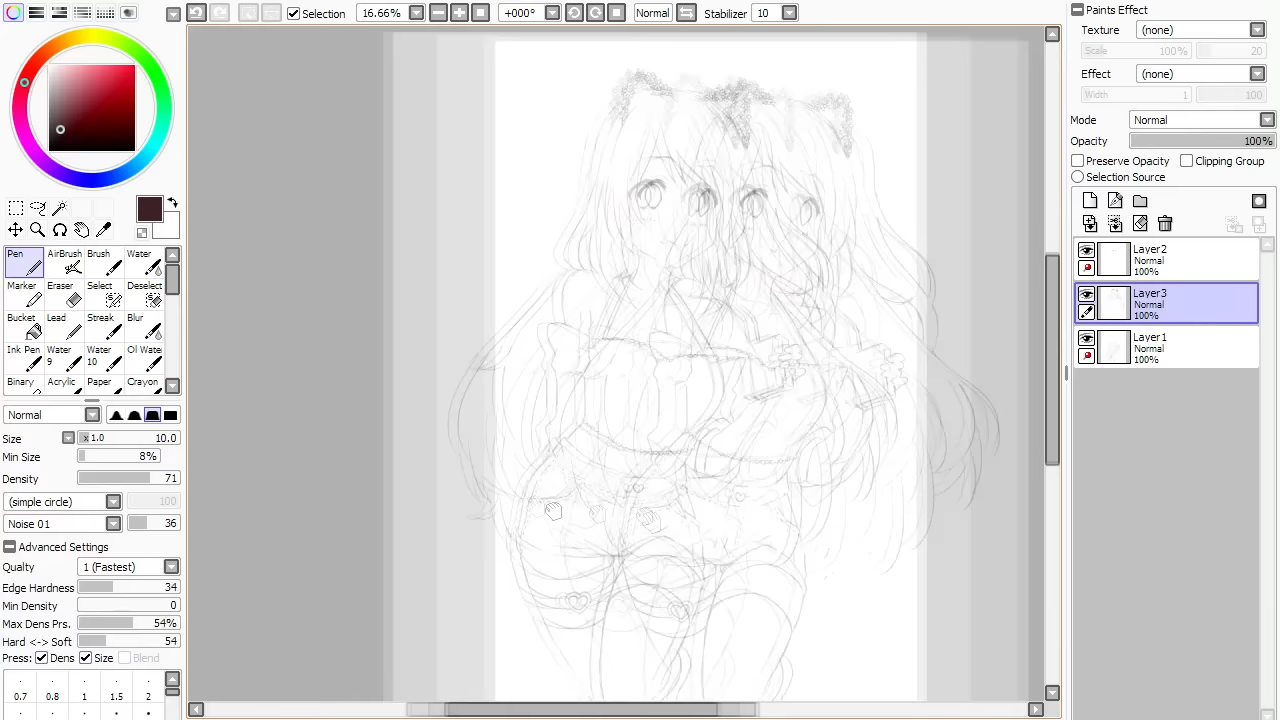 Selection 16.66% +000° Normal Stabilizer 10
Pen AirBrush Brush Water
Marker Eraser Select Deselect
Bucket Lead Streak Blur
Ink Pen Water 9 Water 10 Oil Wate
Binary Acrylic Paper Crayon
Normal
Size x 1.0 10.0
Min Size 8%
Density 71
(simple circle) 100
Noise 01 36
Advanced Settings
Qualty 1 (Fastest)
Edge Hardness 34
Min Density 0
Max Dens Prs. 54%
Hard <-> Soft 54
Press: Dens Size Blend
0.7 0.8 1 1.5 2
Paints Effect
Texture (none)
Scale 100% 20
Effect (none)
Width 1 100
Mode Normal
Opacity 100%
Preserve Opacity Clipping Group
Selection Source
Layer2
Normal
100%
Layer3
Normal
100%
Layer1
Normal
100%